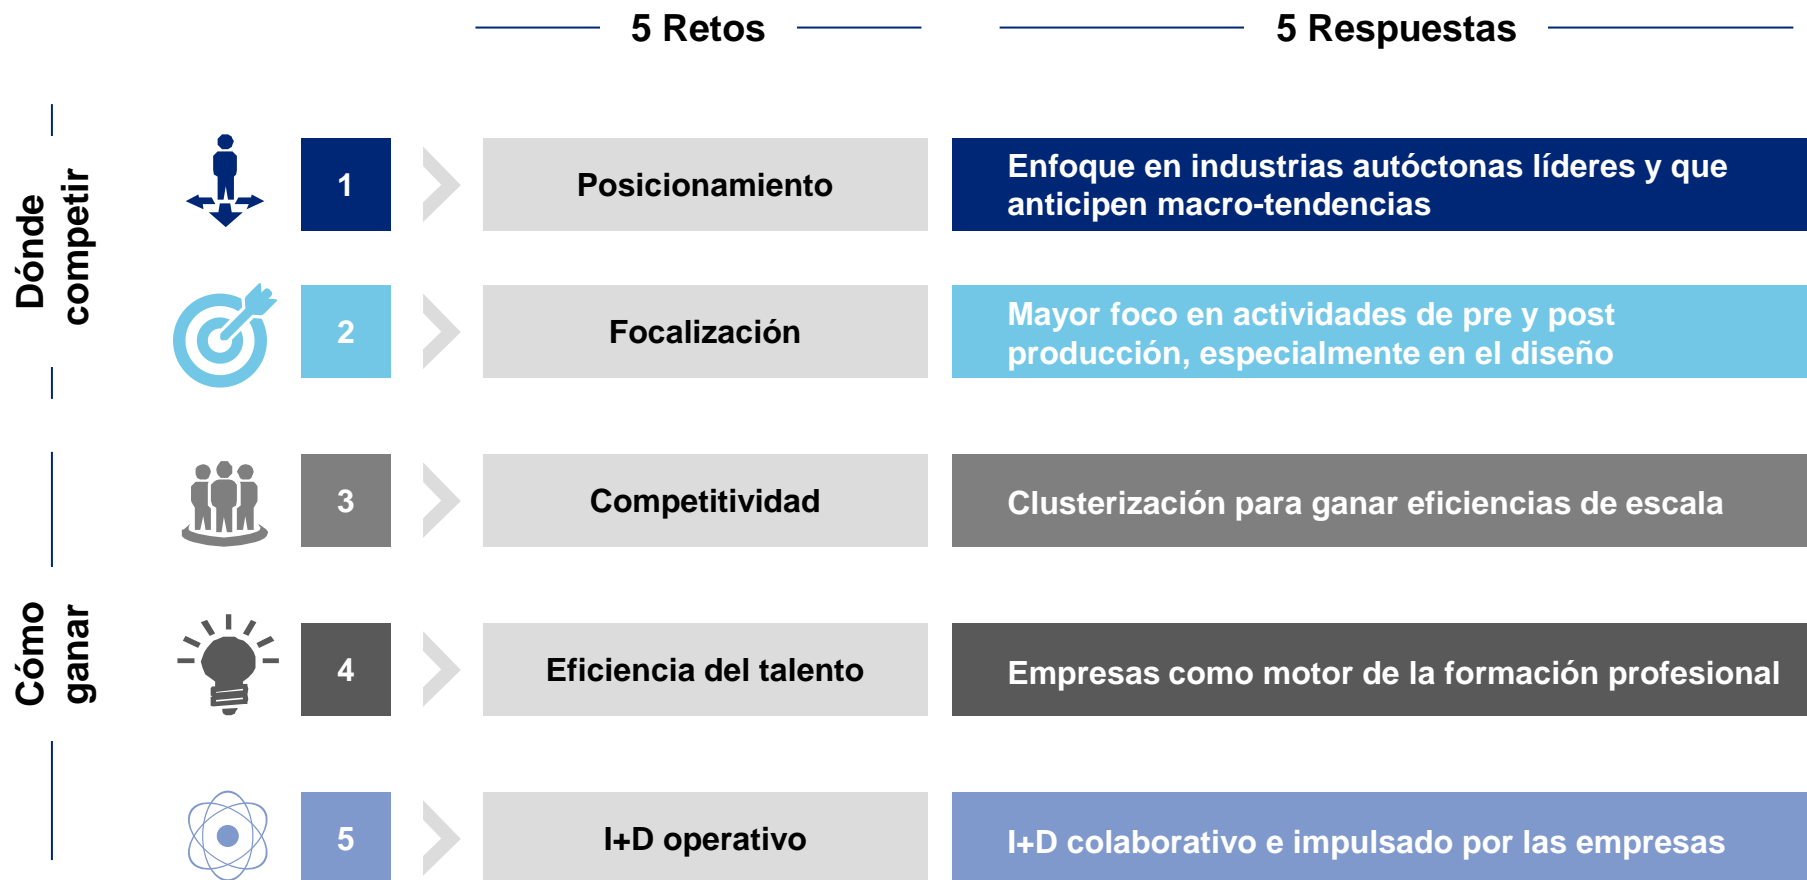 5 Retos
5 Respuestas
Dónde
competir
1
Posicionamiento
Enfoque en industrias autóctonas líderes y que
anticipen macro-tendencias
2
Focalización
Mayor foco en actividades de pre y post
producción, especialmente en el diseño
Cómo
ganar
3
Competitividad
Clusterización para ganar eficiencias de escala
4
Eficiencia del talento
Empresas como motor de la formación profesional
5
I+D operativo
I+D colaborativo e impulsado por las empresas